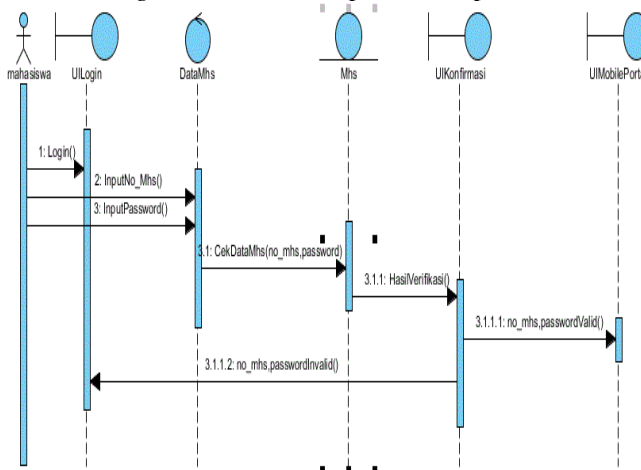 mahasiswa UILogin DataMhs Mhs UIKonfirmasi UIMobilePorta
1: Login()
2: InputNo_Mhs()
3: InputPassword()
3.1: CekDataMhs(no_mhs,password)
3.1.1: HasilVerifikasi()
3.1.1.1: no_mhs,passwordValid()
3.1.1.2: no_mhs,passwordInvalid()